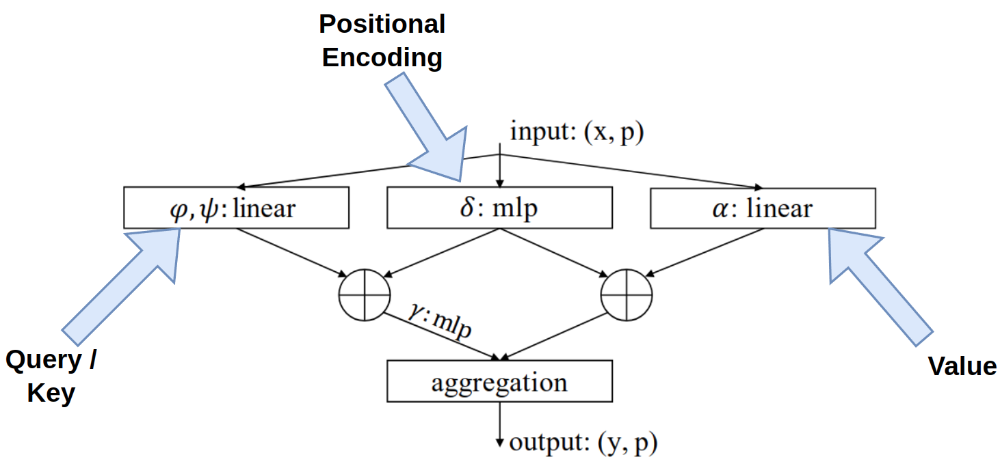 Positional
Encoding
input: (x, p)
φ, ψ: linear
δ: mlp
α: linear
γ: mlp
Query /
Key
Value
aggregation
output: (y, p)